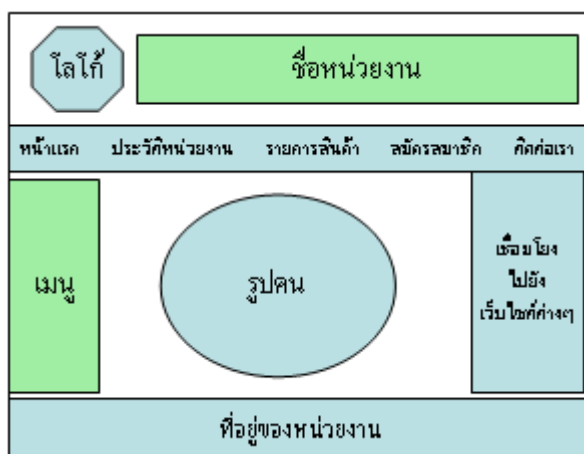 โลโก้
ชื่อหน่วยงาน
หน้าแรก ประวัติหน่วยงาน รายการสินค้า สมัครสมาชิก ติดต่อเรา
เมนู
รูปคน
เชื่อมโยง
ไปยัง
เว็บไซต์ต่างๆ
ที่อยู่ของหน่วยงาน